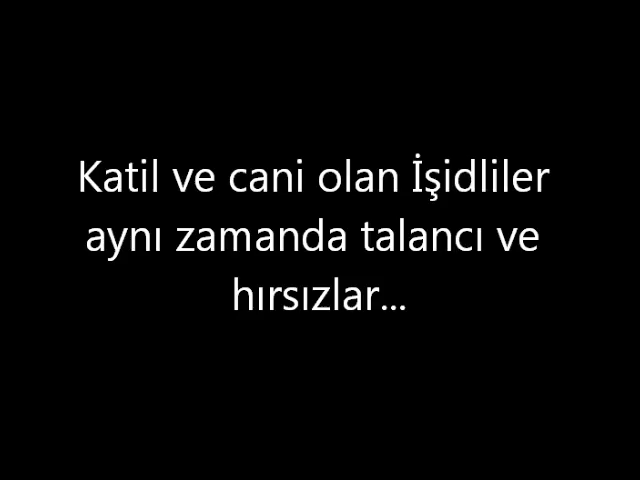 Katil ve cani olan İşidliler
aynı zamanda talancı ve
hırsızlar...